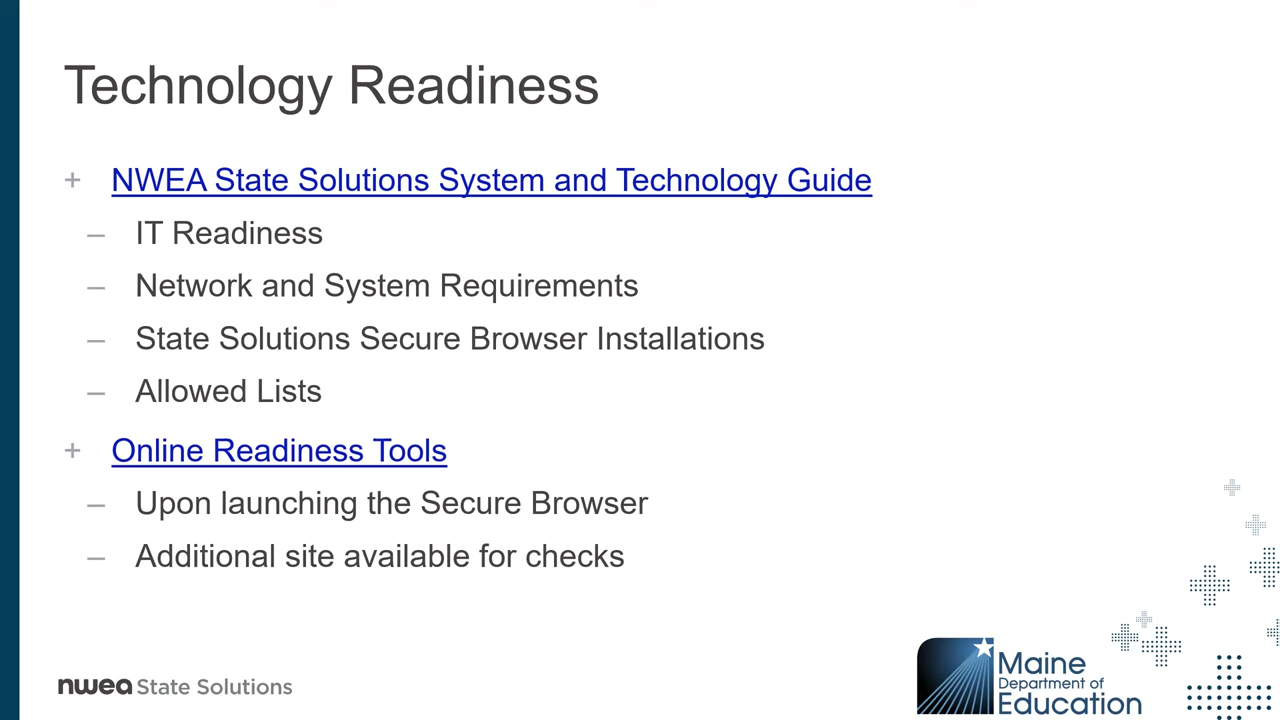 Technology Readiness
+ NWEA State Solutions System and Technology Guide
– IT Readiness
– Network and System Requirements
– State Solutions Secure Browser Installations
– Allowed Lists
+ Online Readiness Tools
– Upon launching the Secure Browser
– Additional site available for checks
nwea State Solutions
Maine
Department of
Education